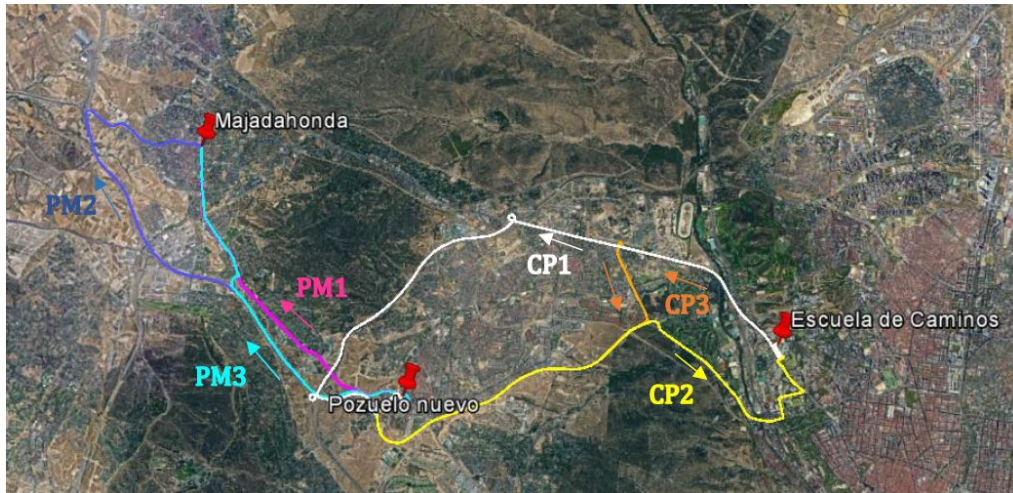 Majadahonda
PM2
CP1
PM1
CP3
Escuela de Caminos
PM3
CP2
Pozuelo nuevo